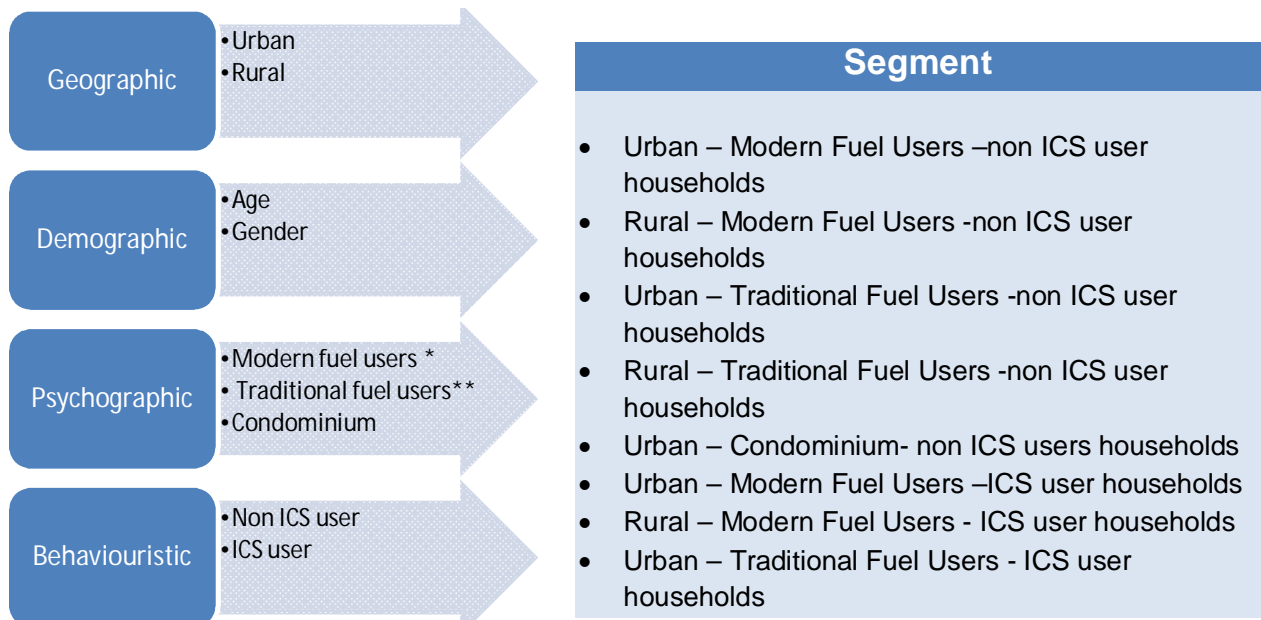 Geographic
•Urban
•Rural
Demographic
•Age
•Gender
Psychographic
•Modern fuel users *
• Traditional fuel users**
•Condominium
Behaviouristic
•Non ICS user
•ICS user
Segment
• Urban – Modern Fuel Users –non ICS user
households
• Rural – Modern Fuel Users -non ICS user
households
• Urban – Traditional Fuel Users -non ICS user
households
• Rural – Traditional Fuel Users -non ICS user
households
• Urban – Condominium- non ICS users households
• Urban – Modern Fuel Users –ICS user households
• Rural – Modern Fuel Users - ICS user households
• Urban – Traditional Fuel Users - ICS user
households